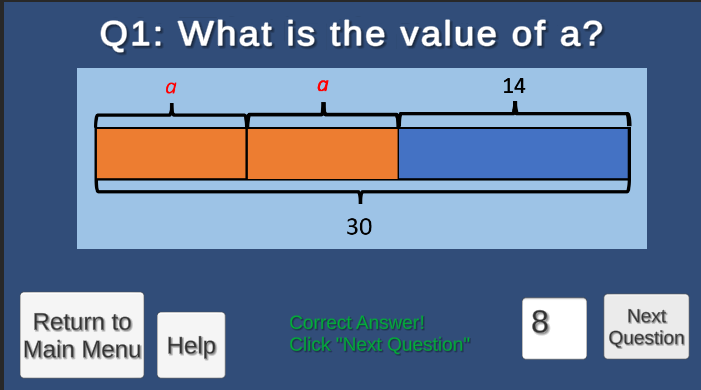 Q1: What is the value of a?
a a 14
30
Return to
Main Menu
Help
Correct Answer!
Click "Next Question"
8
Next
Question